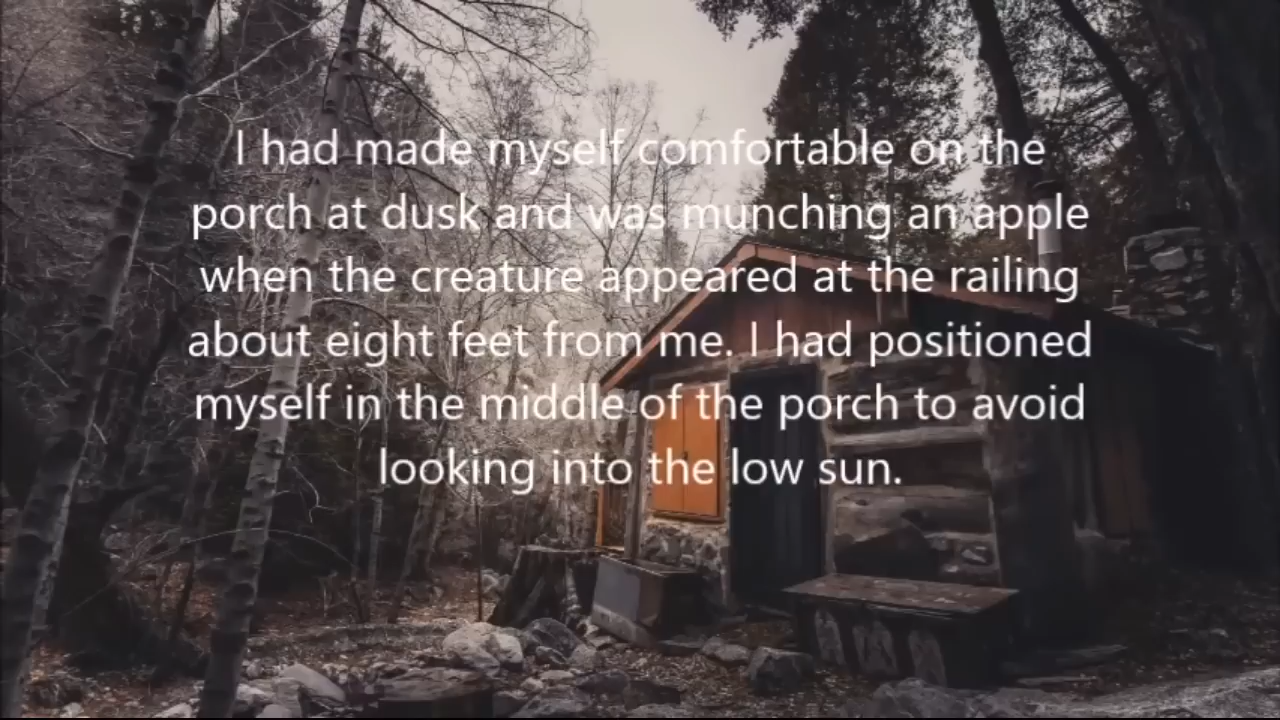 I had made myself comfortable on the
porch at dusk and was munching an apple
when the creature appeared at the railing
about eight feet from me. I had positioned
myself in the middle of the porch to avoid
looking into the low sun.